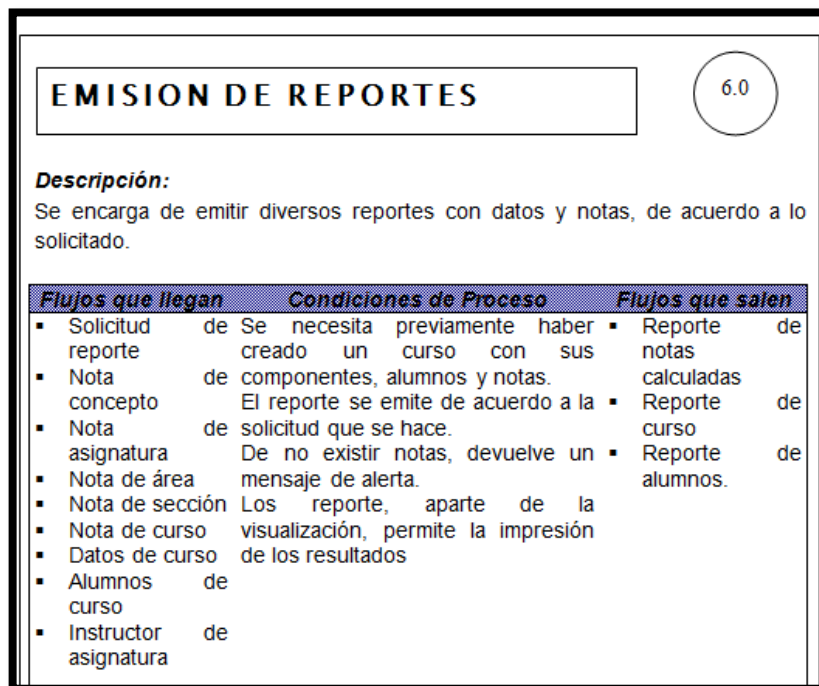 EMISION DE REPORTES
6.0
Descripción:
Se encarga de emitir diversos reportes con datos y notas, de acuerdo a lo
solicitado.
Flujos que llegan
Condiciones de Proceso
Flujos que salen
▪ Solicitud de
reporte
▪ Nota de
concepto
▪ Nota de
asignatura
▪ Nota de área
▪ Nota de sección
▪ Nota de curso
▪ Datos de curso
▪ Alumnos de
curso
▪ Instructor de
asignatura
Se necesita previamente haber
creado un curso con sus
componentes, alumnos y notas.
El reporte se emite de acuerdo a la
solicitud que se hace.
De no existir notas, devuelve un
mensaje de alerta.
Los reporte, aparte de la
visualización, permite la impresión
de los resultados
▪ Reporte de
notas
calculadas
▪ Reporte de
curso
▪ Reporte de
alumnos.